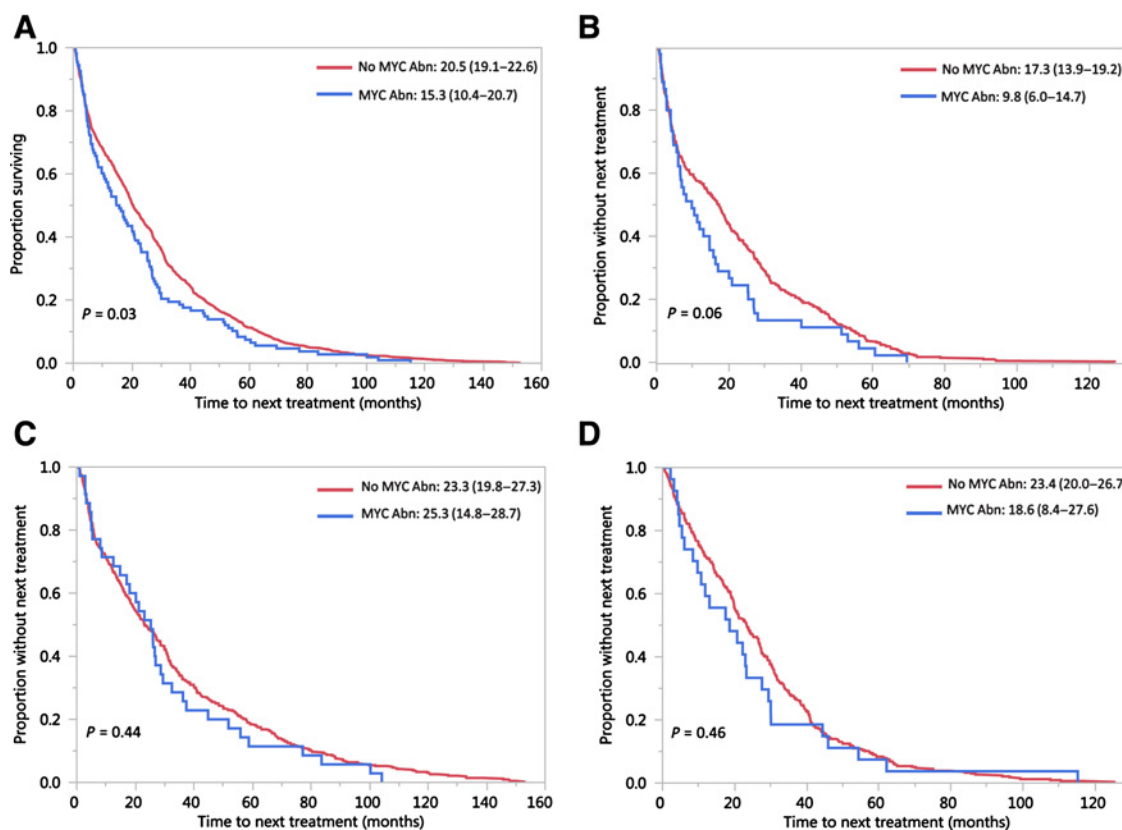 A
1.0
0.8
0.6
0.4
0.2
0.0
Proportion surviving
No MYC Abn: 20.5 (19.1–22.6)
MYC Abn: 15.3 (10.4–20.7)
P = 0.03
0 20 40 60 80 100 120 140 160
Time to next treatment (months)
B
1.0
0.8
0.6
0.4
0.2
0.0
Proportion without next treatment
No MYC Abn: 17.3 (13.9–19.2)
MYC Abn: 9.8 (6.0–14.7)
P = 0.06
0 20 40 60 80 100 120
Time to next treatment (months)
C
1.0
0.8
0.6
0.4
0.2
0.0
Proportion without next treatment
No MYC Abn: 23.3 (19.8–27.3)
MYC Abn: 25.3 (14.8–28.7)
P = 0.44
0 20 40 60 80 100 120 140 160
Time to next treatment (months)
D
1.0
0.8
0.6
0.4
0.2
0.0
Proportion without next treatment
No MYC Abn: 23.4 (20.0–26.7
MYC Abn: 18.6 (8.4–27.6)
P = 0.46
0 20 40 60 80 100 120
Time to next treatment (months)